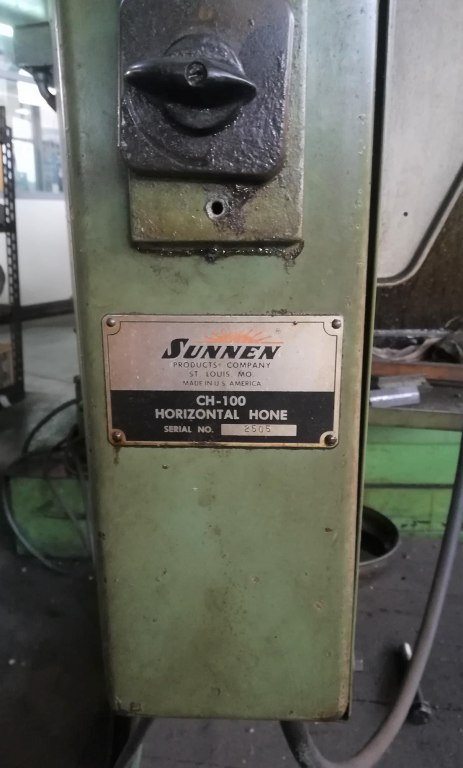 SUNNEN
PRODUCTS COMPANY
ST. LOUIS, MO.
MADE IN U.S. AMERICA
CH-100
HORIZONTAL HONE
SERIAL NO. 2505